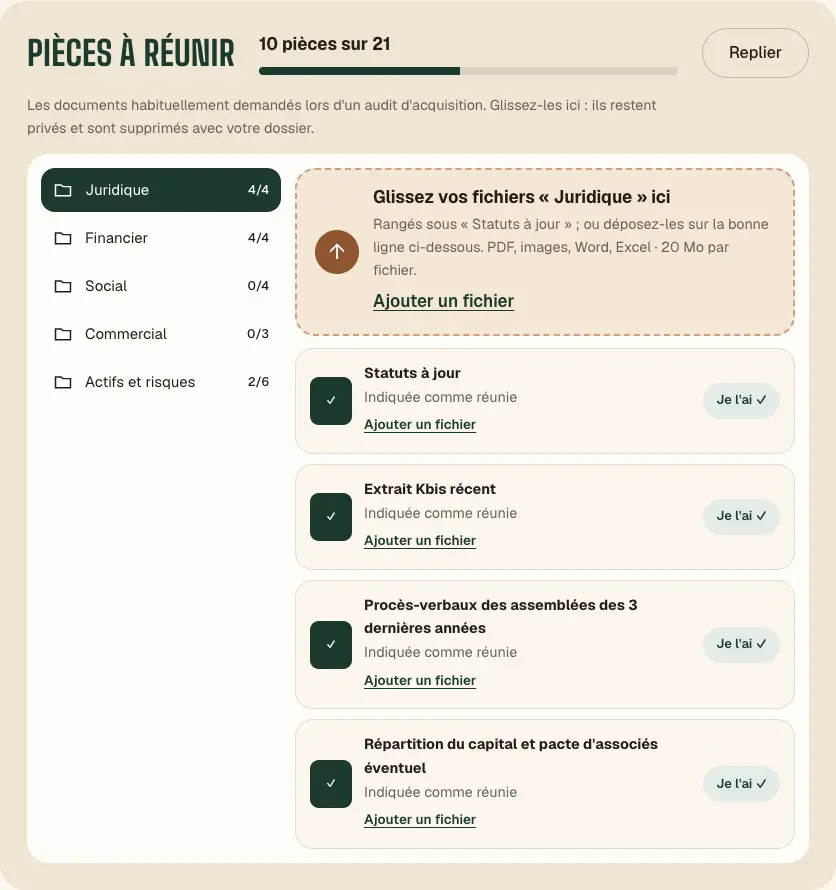 PIÈCES À RÉUNIR
10 pièces sur 21
Replier
Les documents habituellement demandés lors d'un audit d'acquisition. Glissez-les ici : ils restent
privés et sont supprimés avec votre dossier.
Juridique 4/4
Financier 4/4
Social 0/4
Commercial 0/3
Actifs et risques 2/6
Glissez vos fichiers « Juridique » ici
Rangés sous « Statuts à jour » ; ou déposez-les sur la bonne
ligne ci-dessous. PDF, images, Word, Excel · 20 Mo par
fichier.
Ajouter un fichier
Statuts à jour
Indiquée comme réunie
Ajouter un fichier
Je l'ai ✓
Extrait Kbis récent
Indiquée comme réunie
Ajouter un fichier
Je l'ai ✓
Procès-verbaux des assemblées des 3
dernières années
Indiquée comme réunie
Ajouter un fichier
Je l'ai ✓
Répartition du capital et pacte d'associés
éventuel
Indiquée comme réunie
Ajouter un fichier
Je l'ai ✓